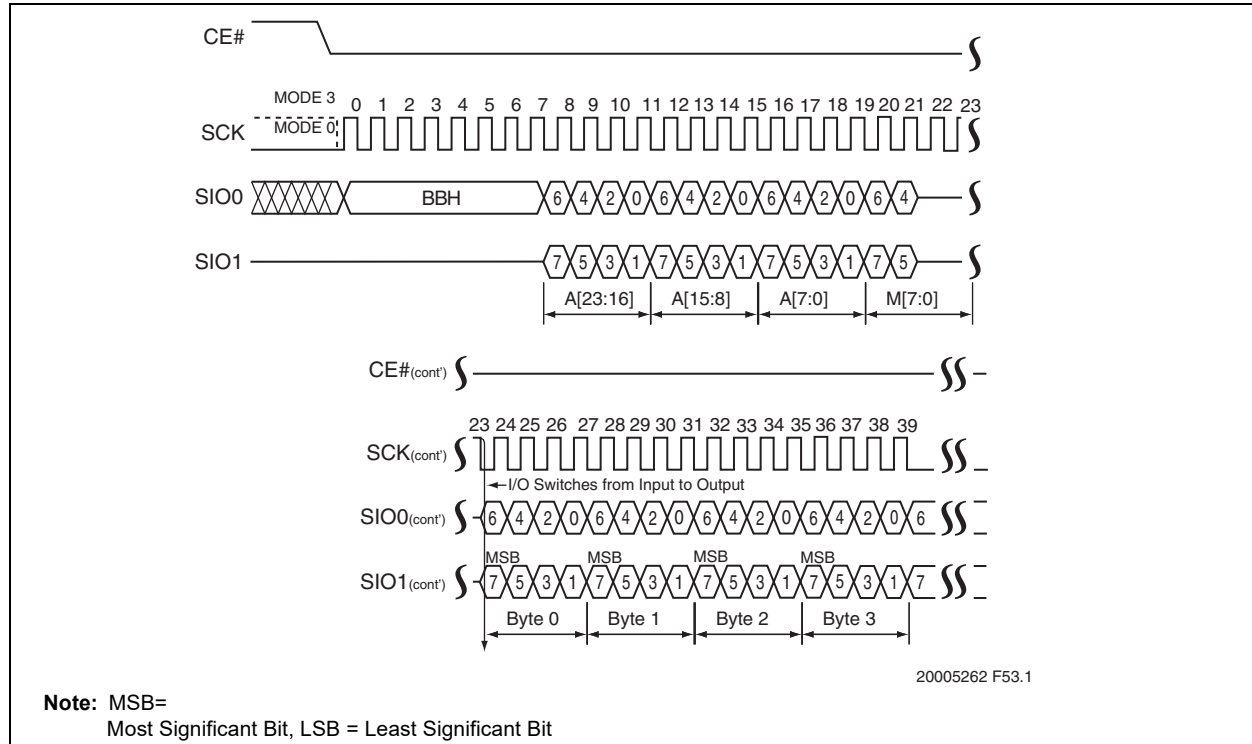 CE#
MODE 3
0 1 2 3 4 5 6 7 8 9 10 11 12 13 14 15 16 17 18 19 20 21 22 23
SCK
MODE 0
SIO0
BBH
6 4 2 0 6 4 2 0 6 4 2 0 6 4
SIO1
7 5 3 1 7 5 3 1 7 5 3 1 7 5
A[23:16] A[15:8] A[7:0] M[7:0]
CE#(cont')
23 24 25 26 27 28 29 30 31 32 33 34 35 36 37 38 39
SCK(cont')
I/O Switches from Input to Output
SIO0(cont')
6 4 2 0 6 4 2 0 6 4 2 0 6 4 2 0 6
MSB MSB MSB MSB
SIO1(cont')
7 5 3 1 7 5 3 1 7 5 3 1 7 5 3 1 7
Byte 0 Byte 1 Byte 2 Byte 3
20005262 F53.1
Note: MSB=
Most Significant Bit, LSB = Least Significant Bit